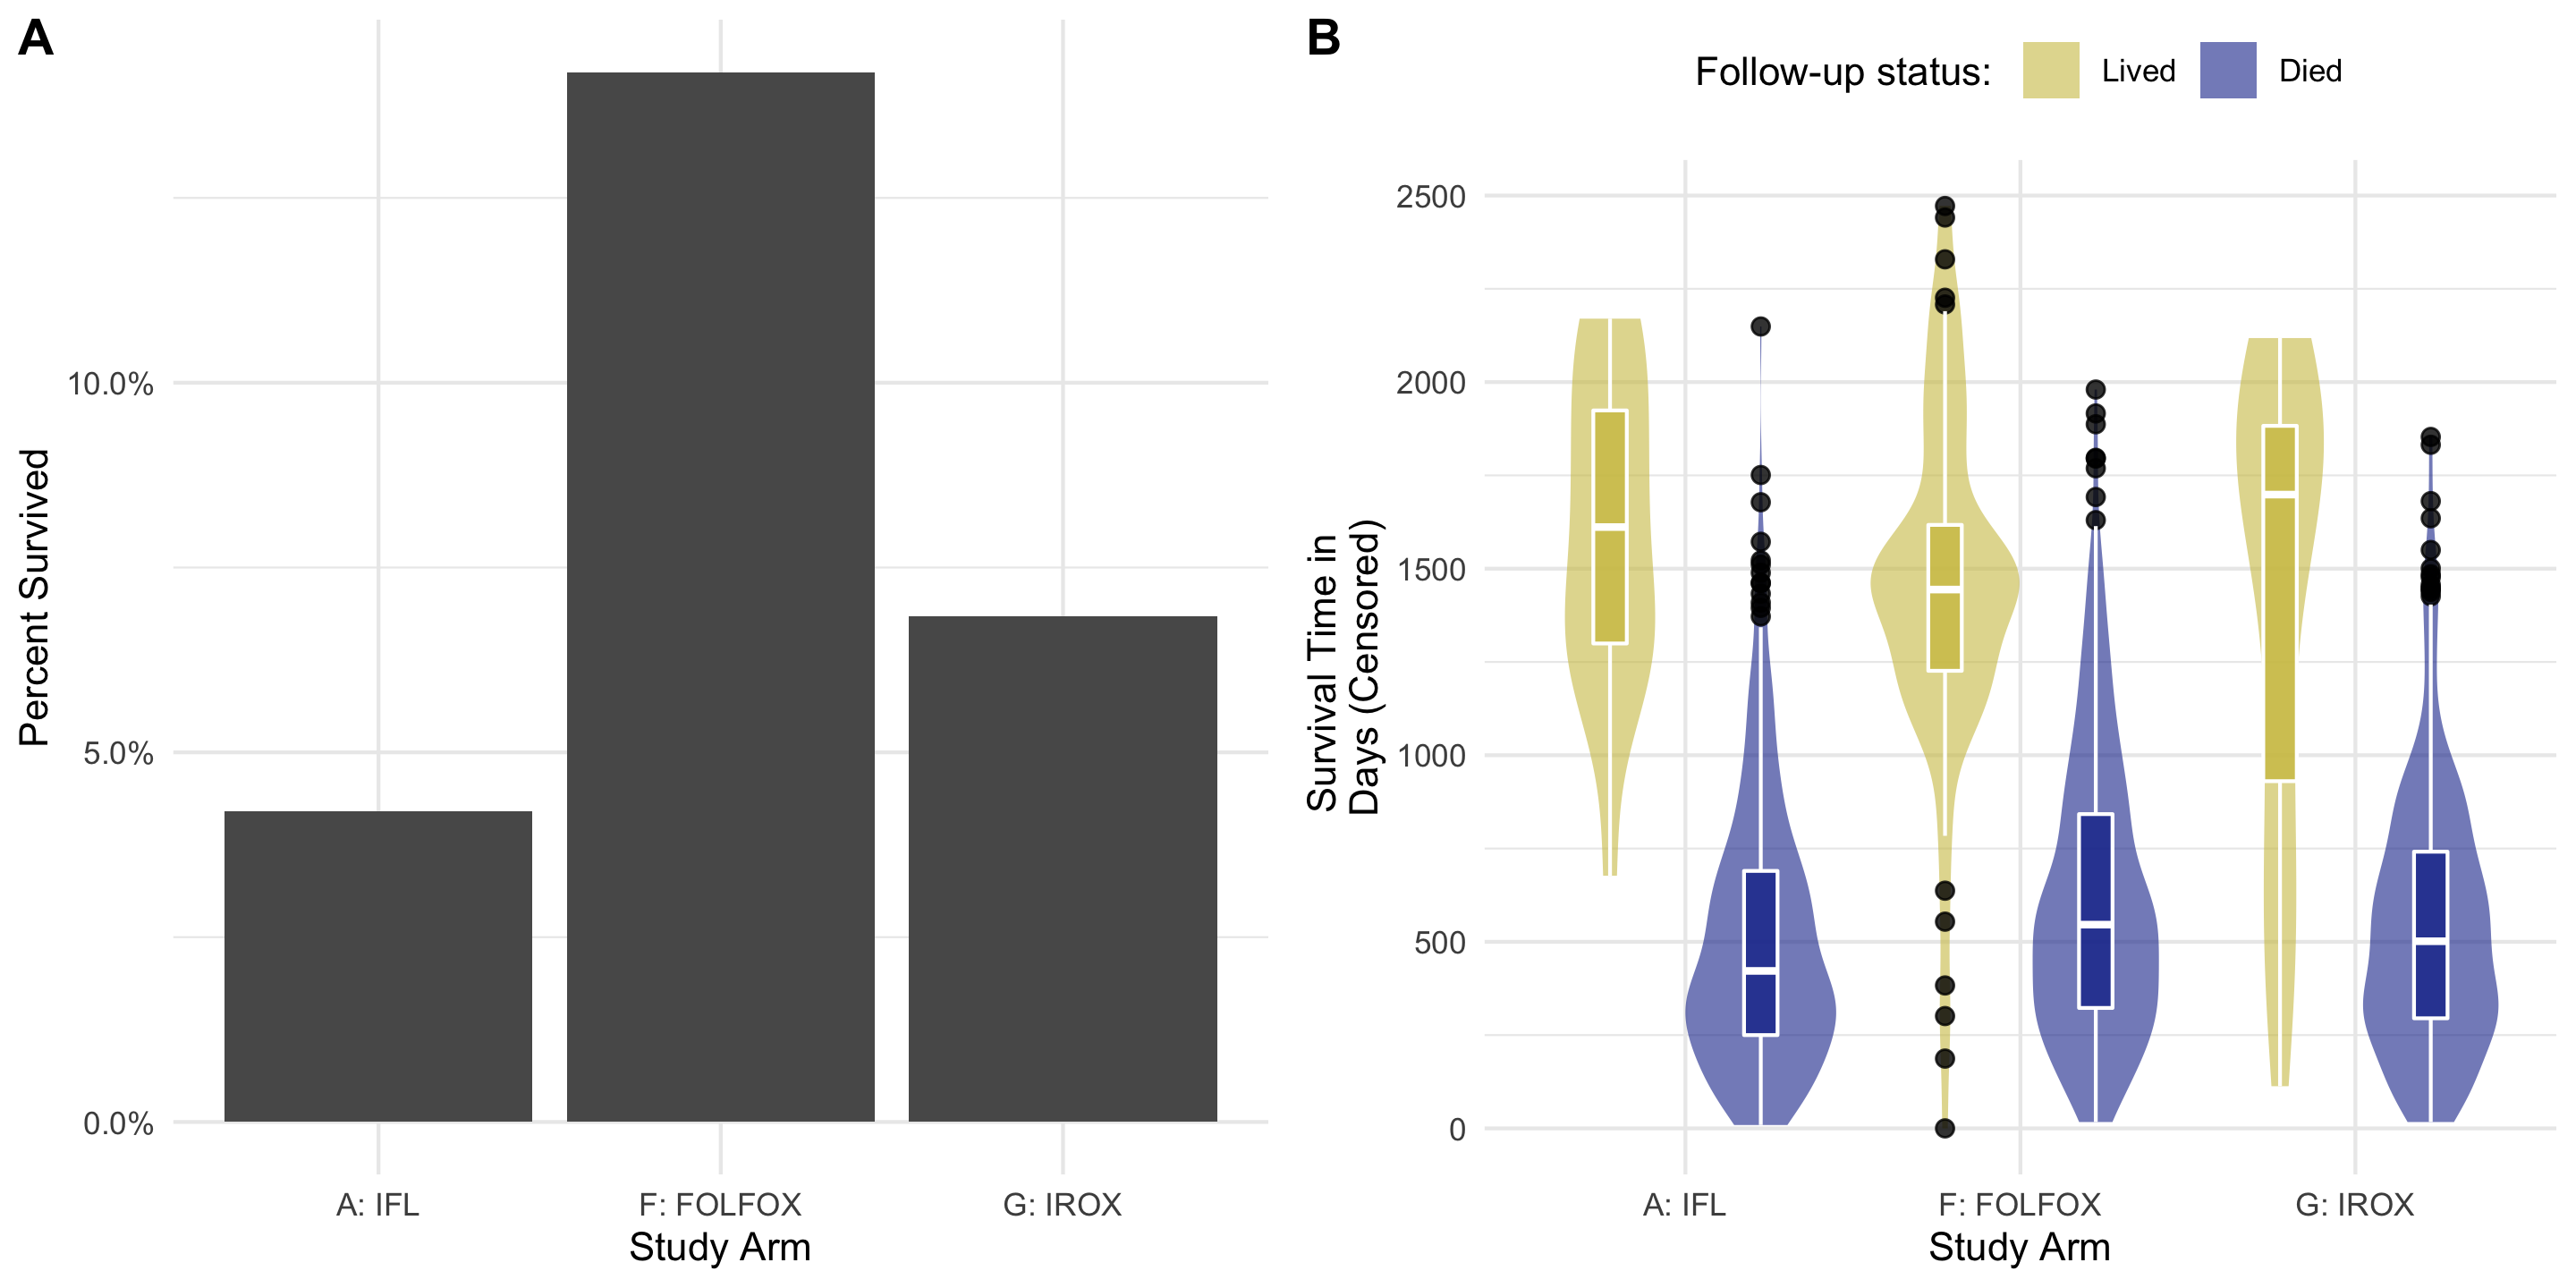 A
Percent Survived
10.0%
5.0%
0.0%
A: IFL
F: FOLFOX
G: IROX
Study Arm
B
Follow-up status:
Lived
Died
Survival Time in
Days (Censored)
2500
2000
1500
1000
500
0
A: IFL
F: FOLFOX
G: IROX
Study Arm